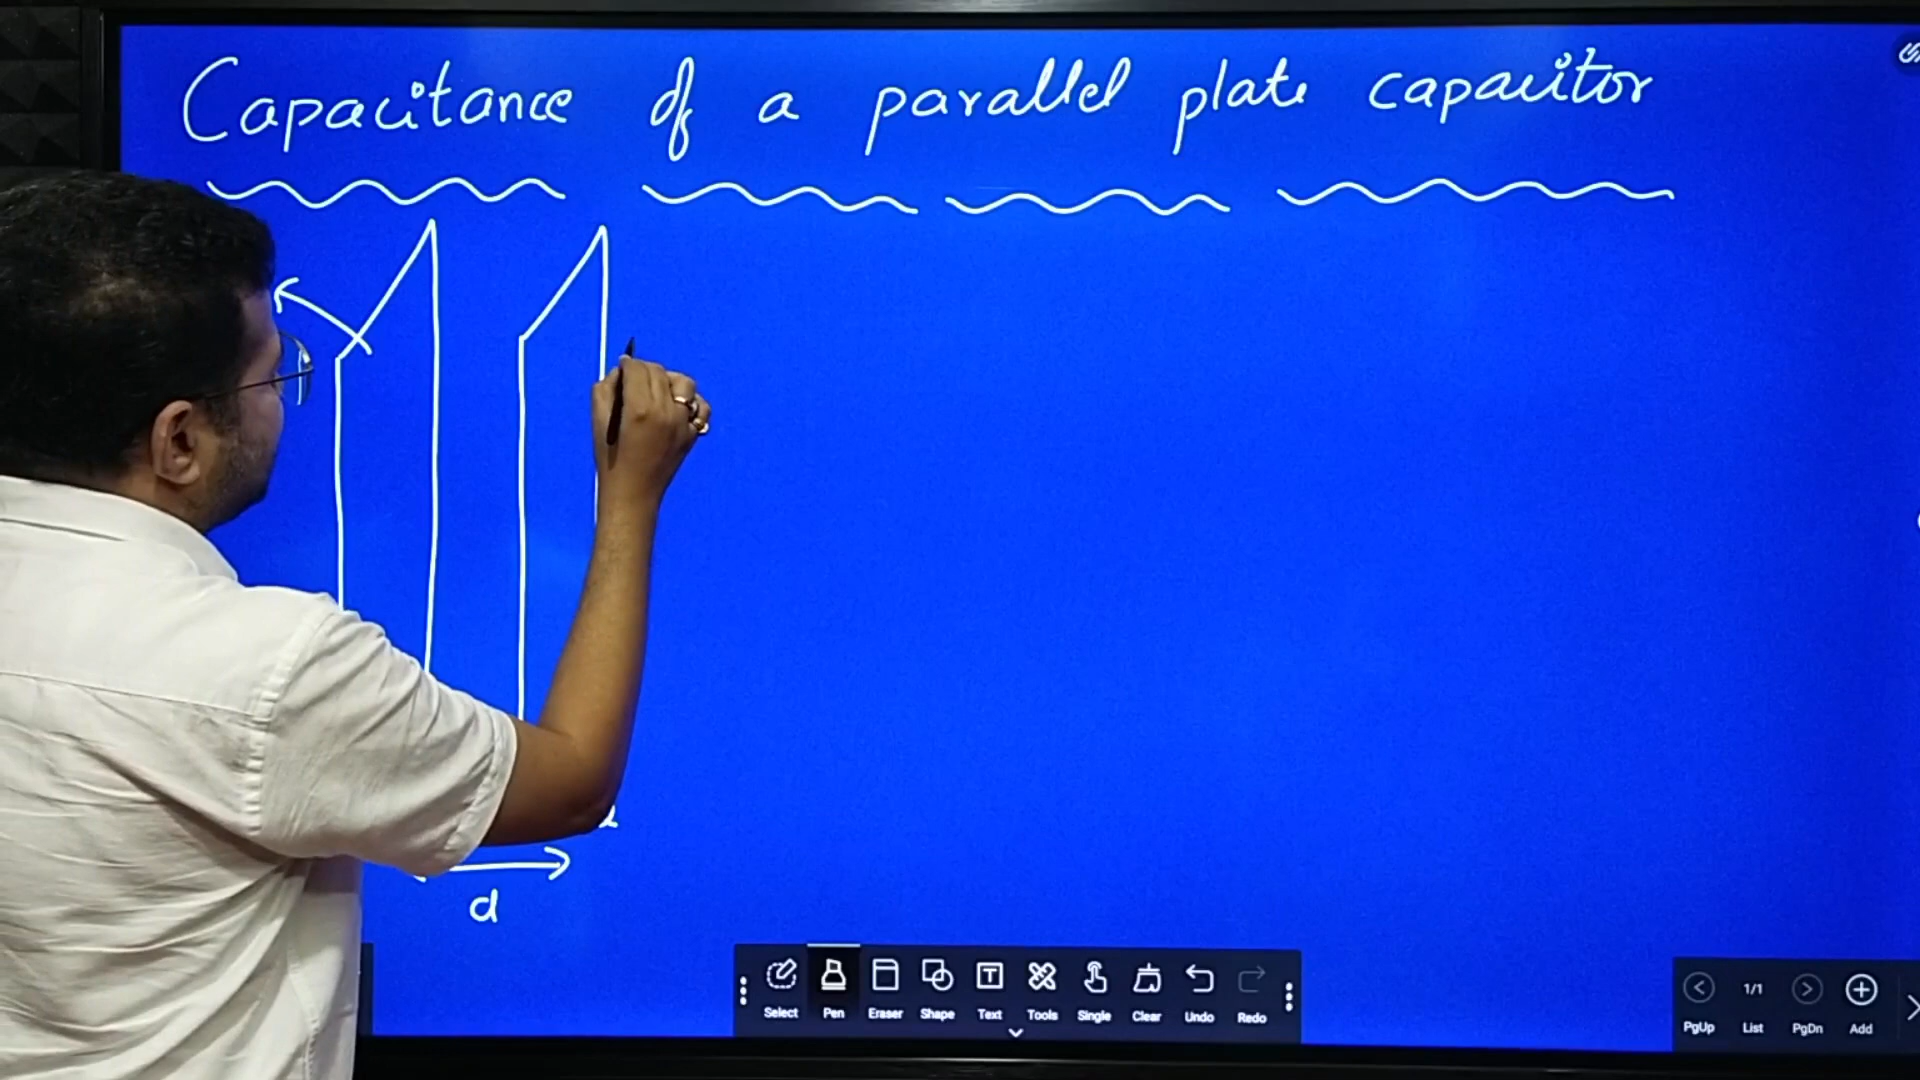 Capacitance of a parallel plate capacitor
d
Select Pen Eraser Shape Text Tools Single Clear Undo Redo
1/1
PgUp List PgDn Add